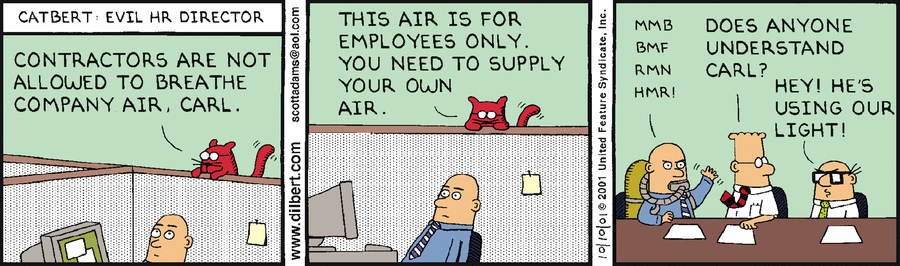 CATBERT: EVIL HR DIRECTOR
CONTRACTORS ARE NOT
ALLOWED TO BREATHE
COMPANY AIR, CARL.
scottadams@aol.com
www.dilbert.com
THIS AIR IS FOR
EMPLOYEES ONLY.
YOU NEED TO SUPPLY
YOUR OWN
AIR.
10/10/01 © 2001 United Feature Syndicate, Inc.
MMB
BMF
RMN
HMR!
DOES ANYONE
UNDERSTAND
CARL?
HEY! HE'S
USING OUR
LIGHT!